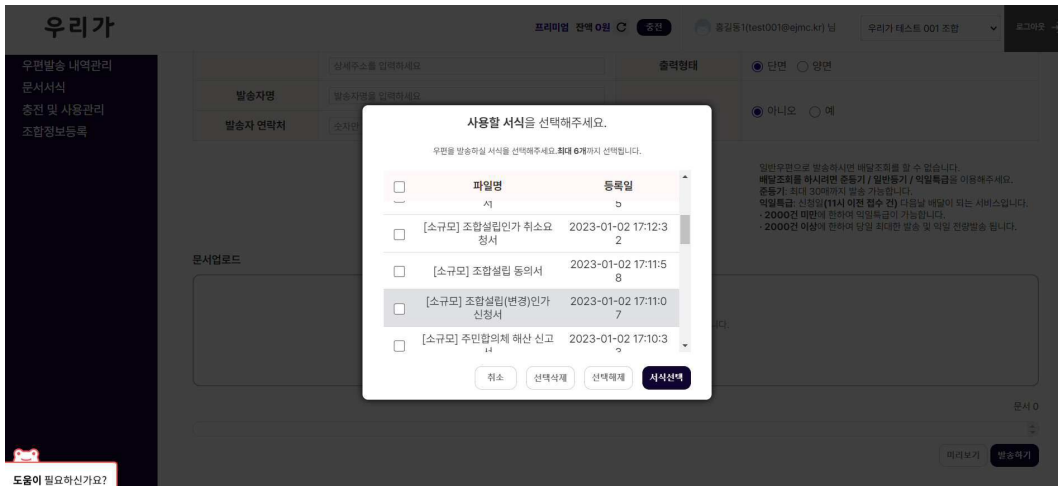 우리가
프리미엄 잔액 0원 충전 홍길동1(test001@ejmc.kr) 님 우리가 테스트 001 조합 로그아웃
우편발송 내역관리
문서서식
충전 및 사용관리
조합정보등록
상세주소를 입력하세요 출력형태 단면 양면
발송자명 발송자명을 입력하세요
발송자 연락처 숫자만 아니오 예
사용할 서식을 선택해주세요.
우편을 발송하실 서식을 선택해주세요.최대 6개까지 선택됩니다.
파일명 등록일
서 5
[소규모] 조합설립인가 취소요 2023-01-02 17:12:3
청서 2
[소규모] 조합설립 동의서 2023-01-02 17:11:5
8
[소규모] 조합설립(변경)인가 2023-01-02 17:11:0
신청서 7
[소규모] 주민합의체 해산 신고 2023-01-02 17:10:3
취소 선택삭제 선택해제 서식선택
일반우편으로 발송하시면 배달조회를 할 수 없습니다.
배달조회를 하시려면 준등기 / 일반등기 / 익일특급을 이용해주세요.
준등기: 최대 30매까지 발송 가능합니다.
익일특급: 신청일(11시 이전 접수 건) 다음날 배달이 되는 서비스입니다.
· 2000건 미만에 한하여 익일특급이 가능합니다.
· 2000건 이상에 한하여 당일 최대한 발송 및 익일 전량발송 됩니다.
문서업로드
니다.
문서 0
미리보기 발송하기
도움이 필요하신가요?